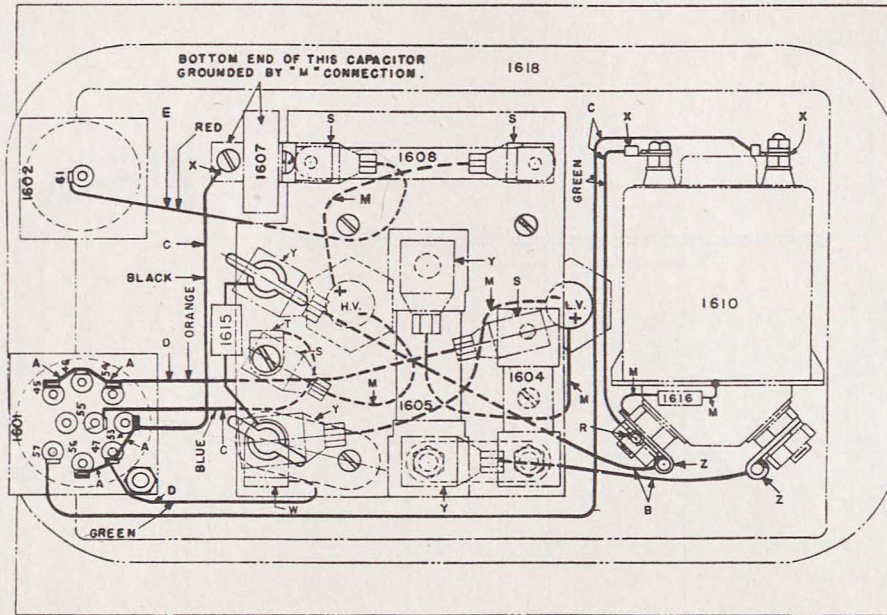 BOTTOM END OF THIS CAPACITOR
GROUNDED BY "M" CONNECTION.
1618
E
RED
C
X
X
S
S
1607
1608
X
1602
61
GREEN
M
C
BLACK
Y
Y
M
S
+
H.V.
L.V.
+
1610
ORANGE
1615
T
S
D
A
46
54
A
45
M
1604
M
M
1616
M
1601
55
Y
1605
R
57
56
47
53
A
BLUE
C
A
Z
Z
D
W
Y
B
GREEN